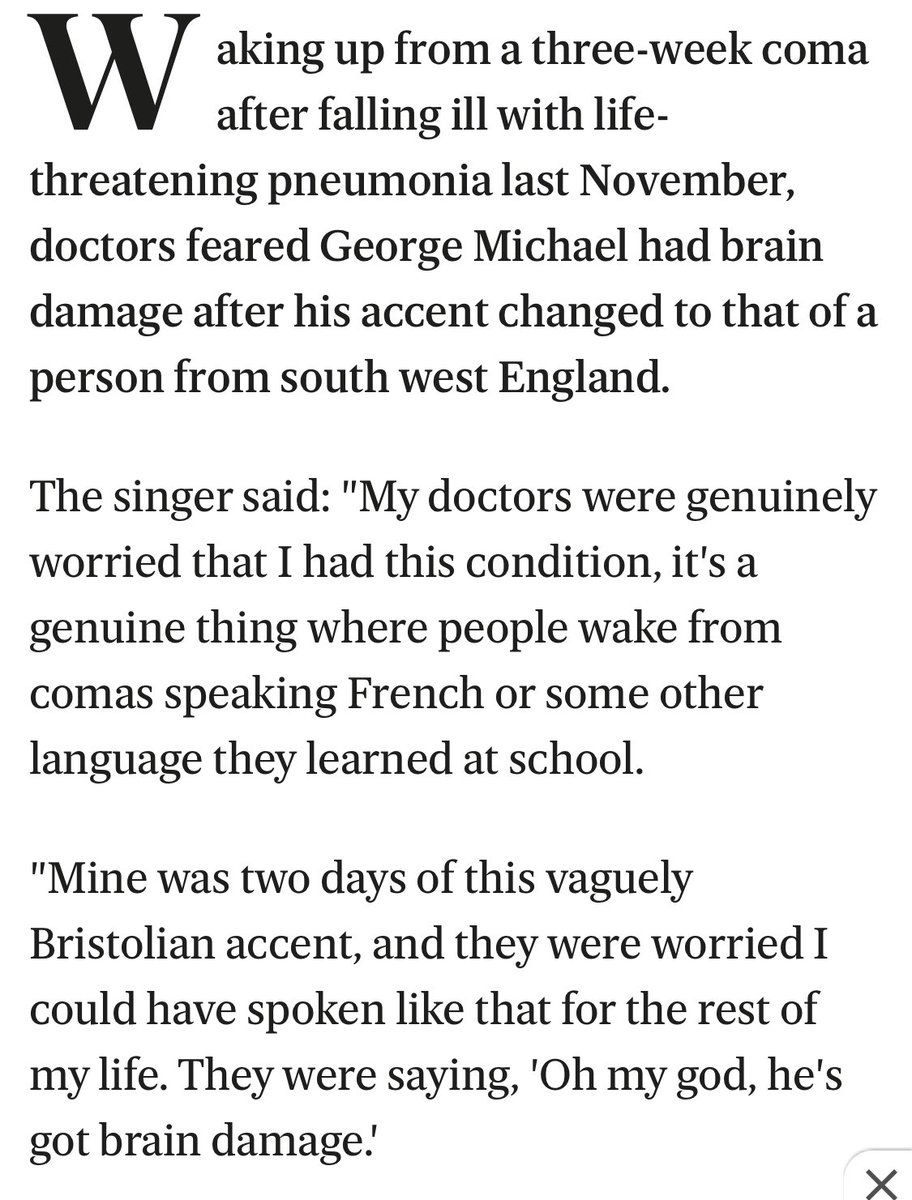 Waking up from a three-week coma
after falling ill with life-
threatening pneumonia last November,
doctors feared George Michael had brain
damage after his accent changed to that of a
person from south west England.
The singer said: "My doctors were genuinely
worried that I had this condition, it's a
genuine thing where people wake from
comas speaking French or some other
language they learned at school.
"Mine was two days of this vaguely
Bristolian accent, and they were worried I
could have spoken like that for the rest of
my life. They were saying, 'Oh my god, he's
got brain damage.'